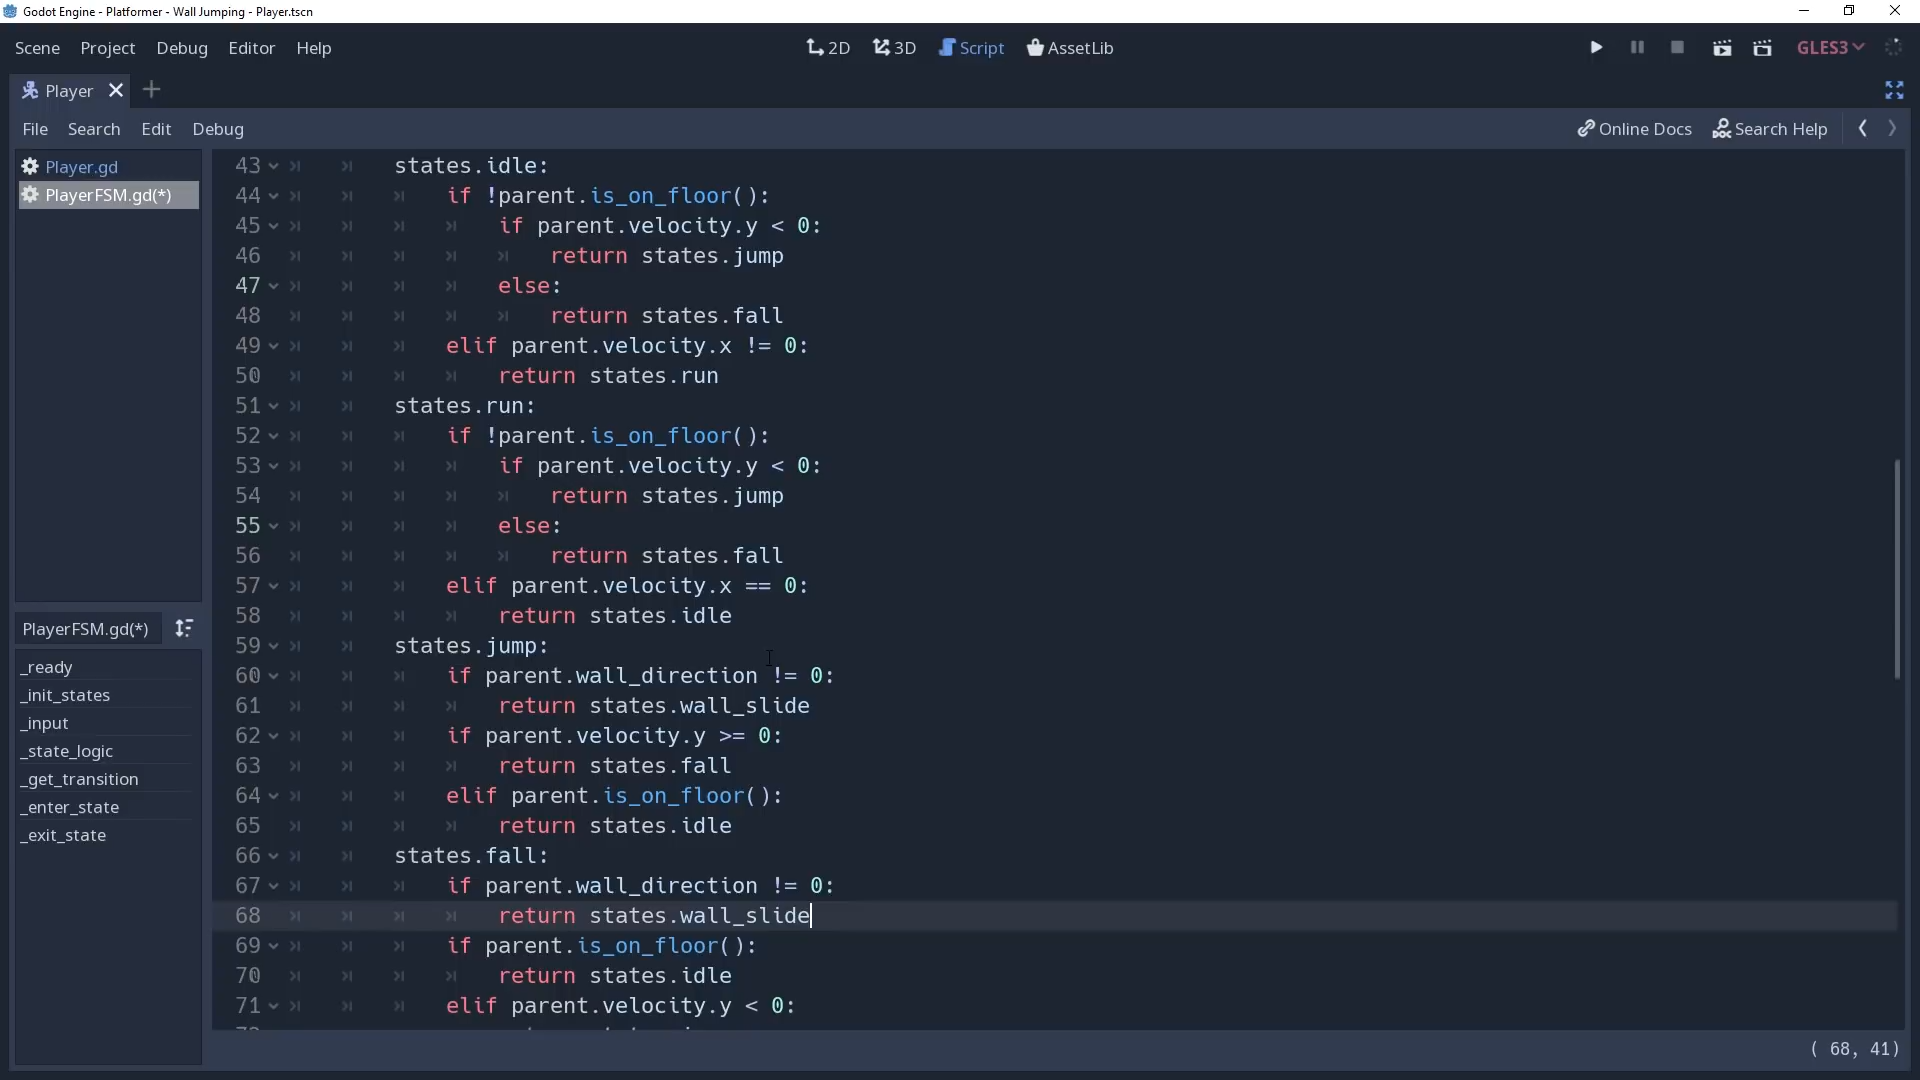 Godot Engine - Platformer - Wall Jumping - Player.tscn
Scene Project Debug Editor Help
2D 3D Script AssetLib
GLES3
Player
File Search Edit Debug
Online Docs Search Help
Player.gd
PlayerFSM.gd(*)
PlayerFSM.gd(*)
_ready
_init_states
_input
_state_logic
_get_transition
_enter_state
_exit_state
43 states.idle:
44 if !parent.is_on_floor():
45 if parent.velocity.y < 0:
46 return states.jump
47 else:
48 return states.fall
49 elif parent.velocity.x != 0:
50 return states.run
51 states.run:
52 if !parent.is_on_floor():
53 if parent.velocity.y < 0:
54 return states.jump
55 else:
56 return states.fall
57 elif parent.velocity.x == 0:
58 return states.idle
59 states.jump:
60 if parent.wall_direction != 0:
61 return states.wall_slide
62 if parent.velocity.y >= 0:
63 return states.fall
64 elif parent.is_on_floor():
65 return states.idle
66 states.fall:
67 if parent.wall_direction != 0:
68 return states.wall_slide
69 if parent.is_on_floor():
70 return states.idle
71 elif parent.velocity.y < 0:
( 68, 41)